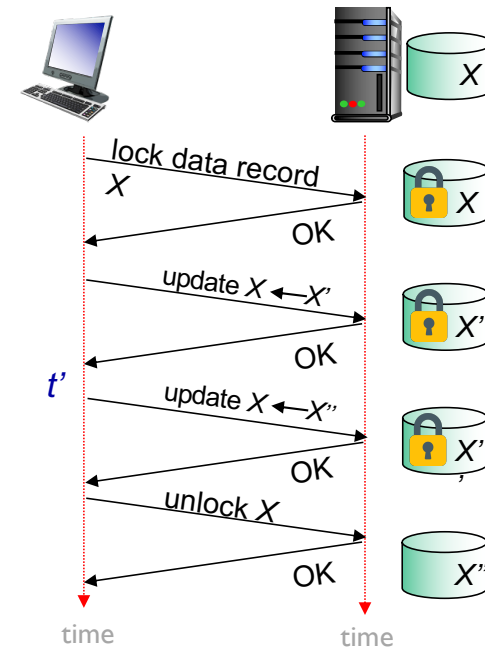 X
lock data record
X
X
OK
update X ← X’
X’
OK
t’
update X ← X’’
X’
’
OK
unlock X
OK
X’’
time
time